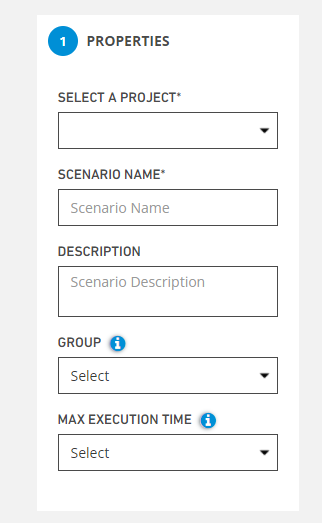 1 PROPERTIES
SELECT A PROJECT*
SCENARIO NAME*
Scenario Name
DESCRIPTION
Scenario Description
GROUP i
Select
MAX EXECUTION TIME i
Select